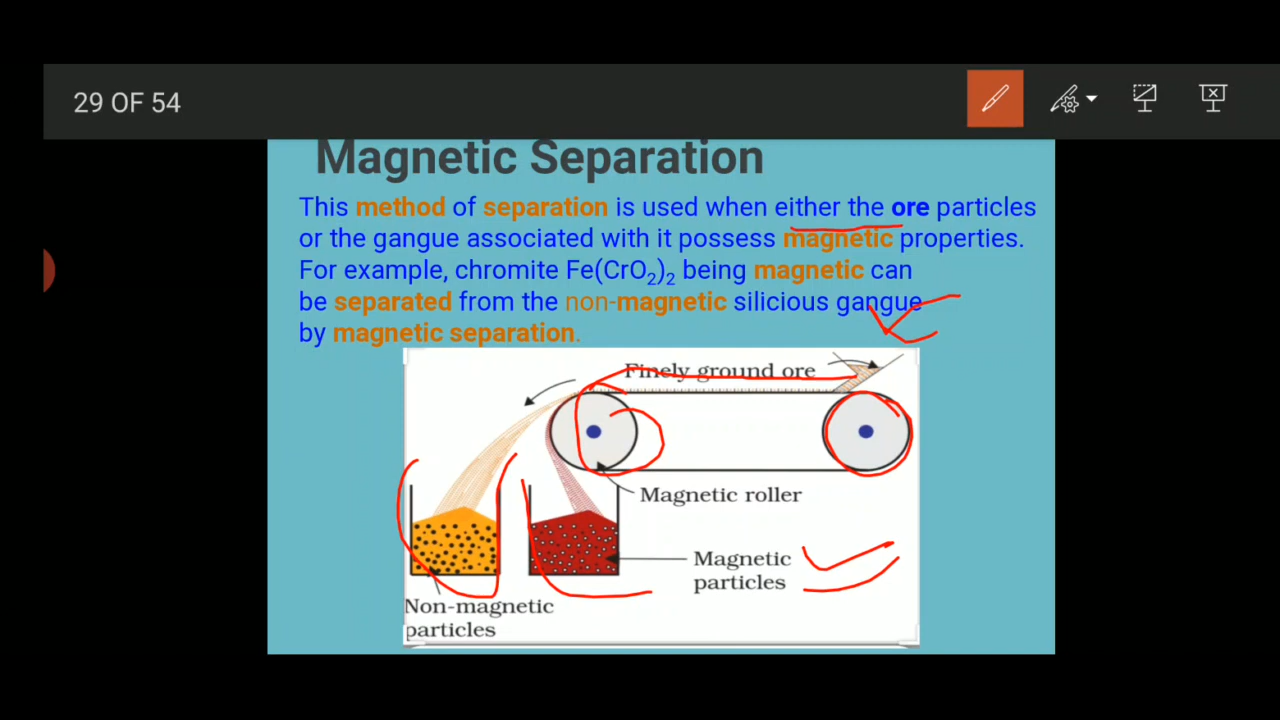 29 OF 54
Magnetic Separation
This method of separation is used when either the ore particles
or the gangue associated with it possess magnetic properties.
For example, chromite Fe(CrO₂)₂ being magnetic can
be separated from the non-magnetic silicious gangue
by magnetic separation.
Finely ground ore
Magnetic roller
Magnetic
particles
Non-magnetic
particles